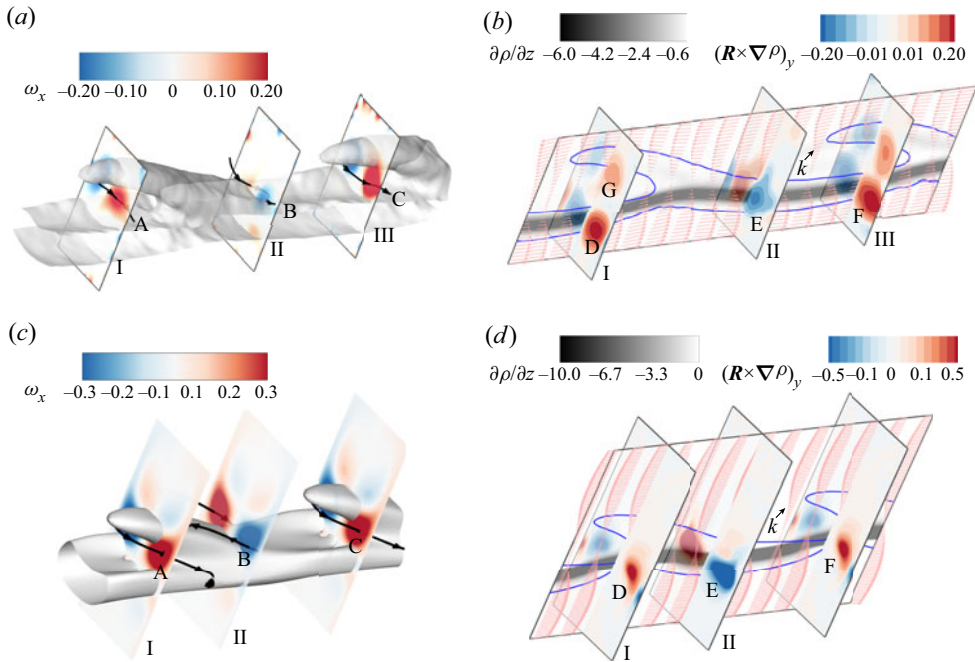 (a)
ω_x
−0.20 −0.10 0 0.10 0.20
A
B
C
I
II
III
(b)
∂ρ/∂z
−6.0 −4.2 −2.4 −0.6
(R×∇ρ)_y
−0.20 −0.01 0.01 0.20
k
G
D
E
F
I
II
III
(c)
ω_x
−0.3 −0.2 −0.1 0.1 0.2 0.3
A
B
C
I
II
(d)
∂ρ/∂z
−10.0 −6.7 −3.3 0
(R×∇ρ)_y
−0.5 −0.1 0 0.1 0.5
k
D
E
F
I
II